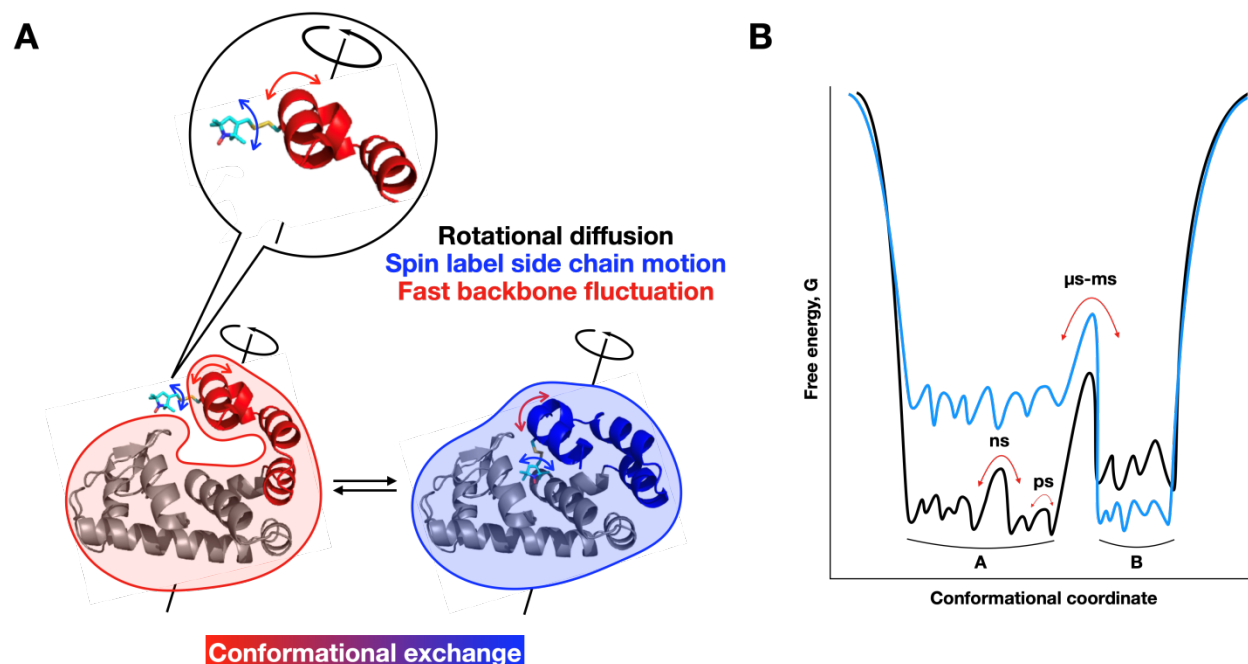 A
B
Rotational diffusion
Spin label side chain motion
Fast backbone fluctuation
Conformational exchange
Free energy, G
µs-ms
ns
ps
A
B
Conformational coordinate